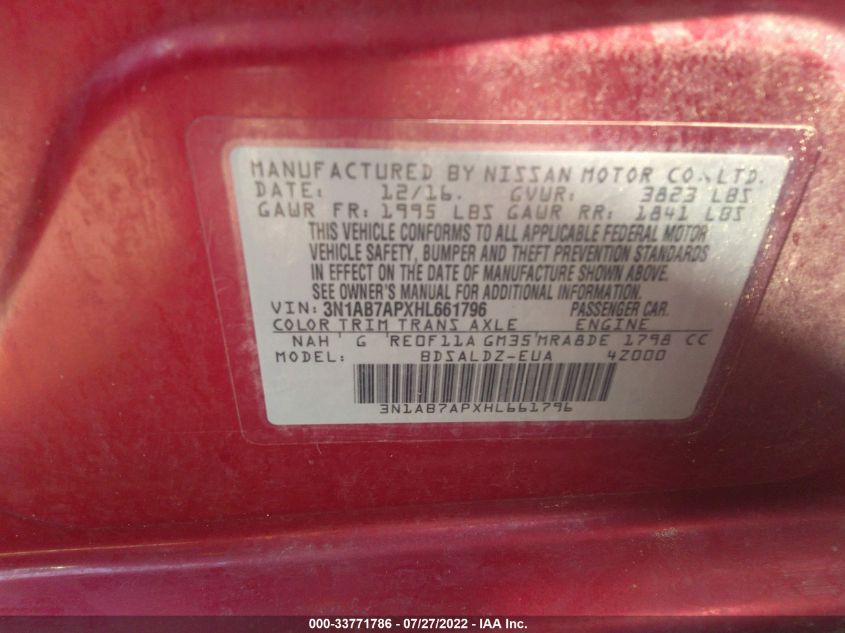 MANUFACTURED BY NISSAN MOTOR CO., LTD.
DATE: 12/16. GVWR: 3823 LBS
GAWR FR: 1995 LBS GAWR RR: 1841 LBS
THIS VEHICLE CONFORMS TO ALL APPLICABLE FEDERAL MOTOR
VEHICLE SAFETY, BUMPER AND THEFT PREVENTION STANDARDS
IN EFFECT ON THE DATE OF MANUFACTURE SHOWN ABOVE.
SEE OWNER'S MANUAL FOR ADDITIONAL INFORMATION.
VIN: 3N1AB7APXHL661796 PASSENGER CAR.
COLOR TRIM TRANS AXLE ENGINE
NAH G RE0F11A GM35 MRA8DE 1798 CC
MODEL: BDSALDZ-EUA 4Z000
3N1AB7APXHL661796
000-33771786 - 07/27/2022 - IAA Inc.